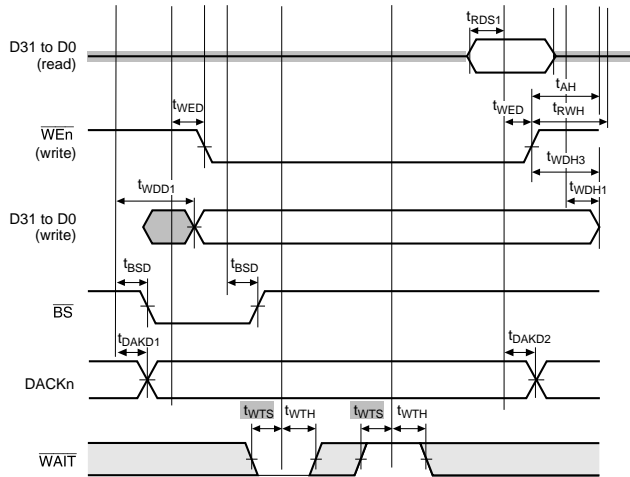 tRDS1
D31 to D0
(read)
tAH
tWED
tWED
tRWH
WEn
(write)
tWDH3
tWDD1
tWDH1
D31 to D0
(write)
tBSD
tBSD
BS
tDAKD1
tDAKD2
DACKn
tWTS
tWTH
tWTS
tWTH
WAIT